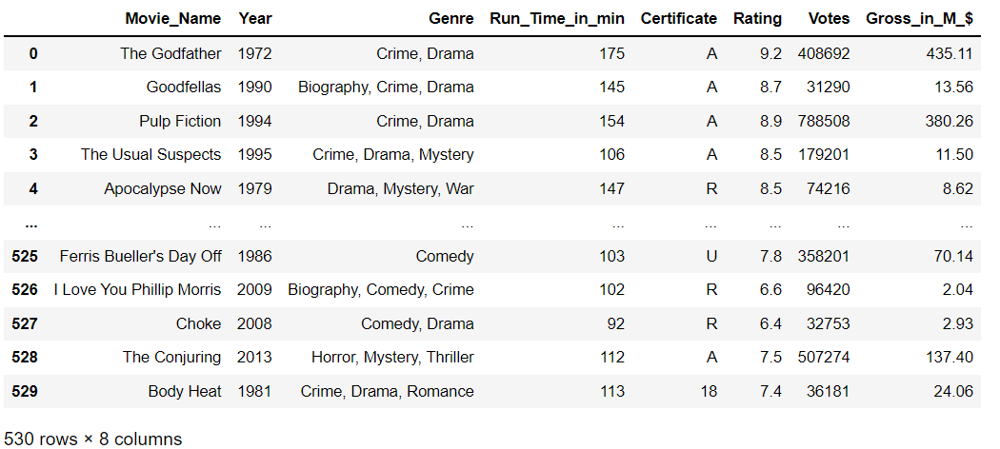 Movie_Name Year Genre Run_Time_in_min Certificate Rating Votes Gross_in_M_$
0 The Godfather 1972 Crime, Drama 175 A 9.2 408692 435.11
1 Goodfellas 1990 Biography, Crime, Drama 145 A 8.7 31290 13.56
2 Pulp Fiction 1994 Crime, Drama 154 A 8.9 788508 380.26
3 The Usual Suspects 1995 Crime, Drama, Mystery 106 A 8.5 179201 11.50
4 Apocalypse Now 1979 Drama, Mystery, War 147 R 8.5 74216 8.62
... ... ... ... ... ... ... ... ...
525 Ferris Bueller's Day Off 1986 Comedy 103 U 7.8 358201 70.14
526 I Love You Phillip Morris 2009 Biography, Comedy, Crime 102 R 6.6 96420 2.04
527 Choke 2008 Comedy, Drama 92 R 6.4 32753 2.93
528 The Conjuring 2013 Horror, Mystery, Thriller 112 A 7.5 507274 137.40
529 Body Heat 1981 Crime, Drama, Romance 113 18 7.4 36181 24.06
530 rows × 8 columns